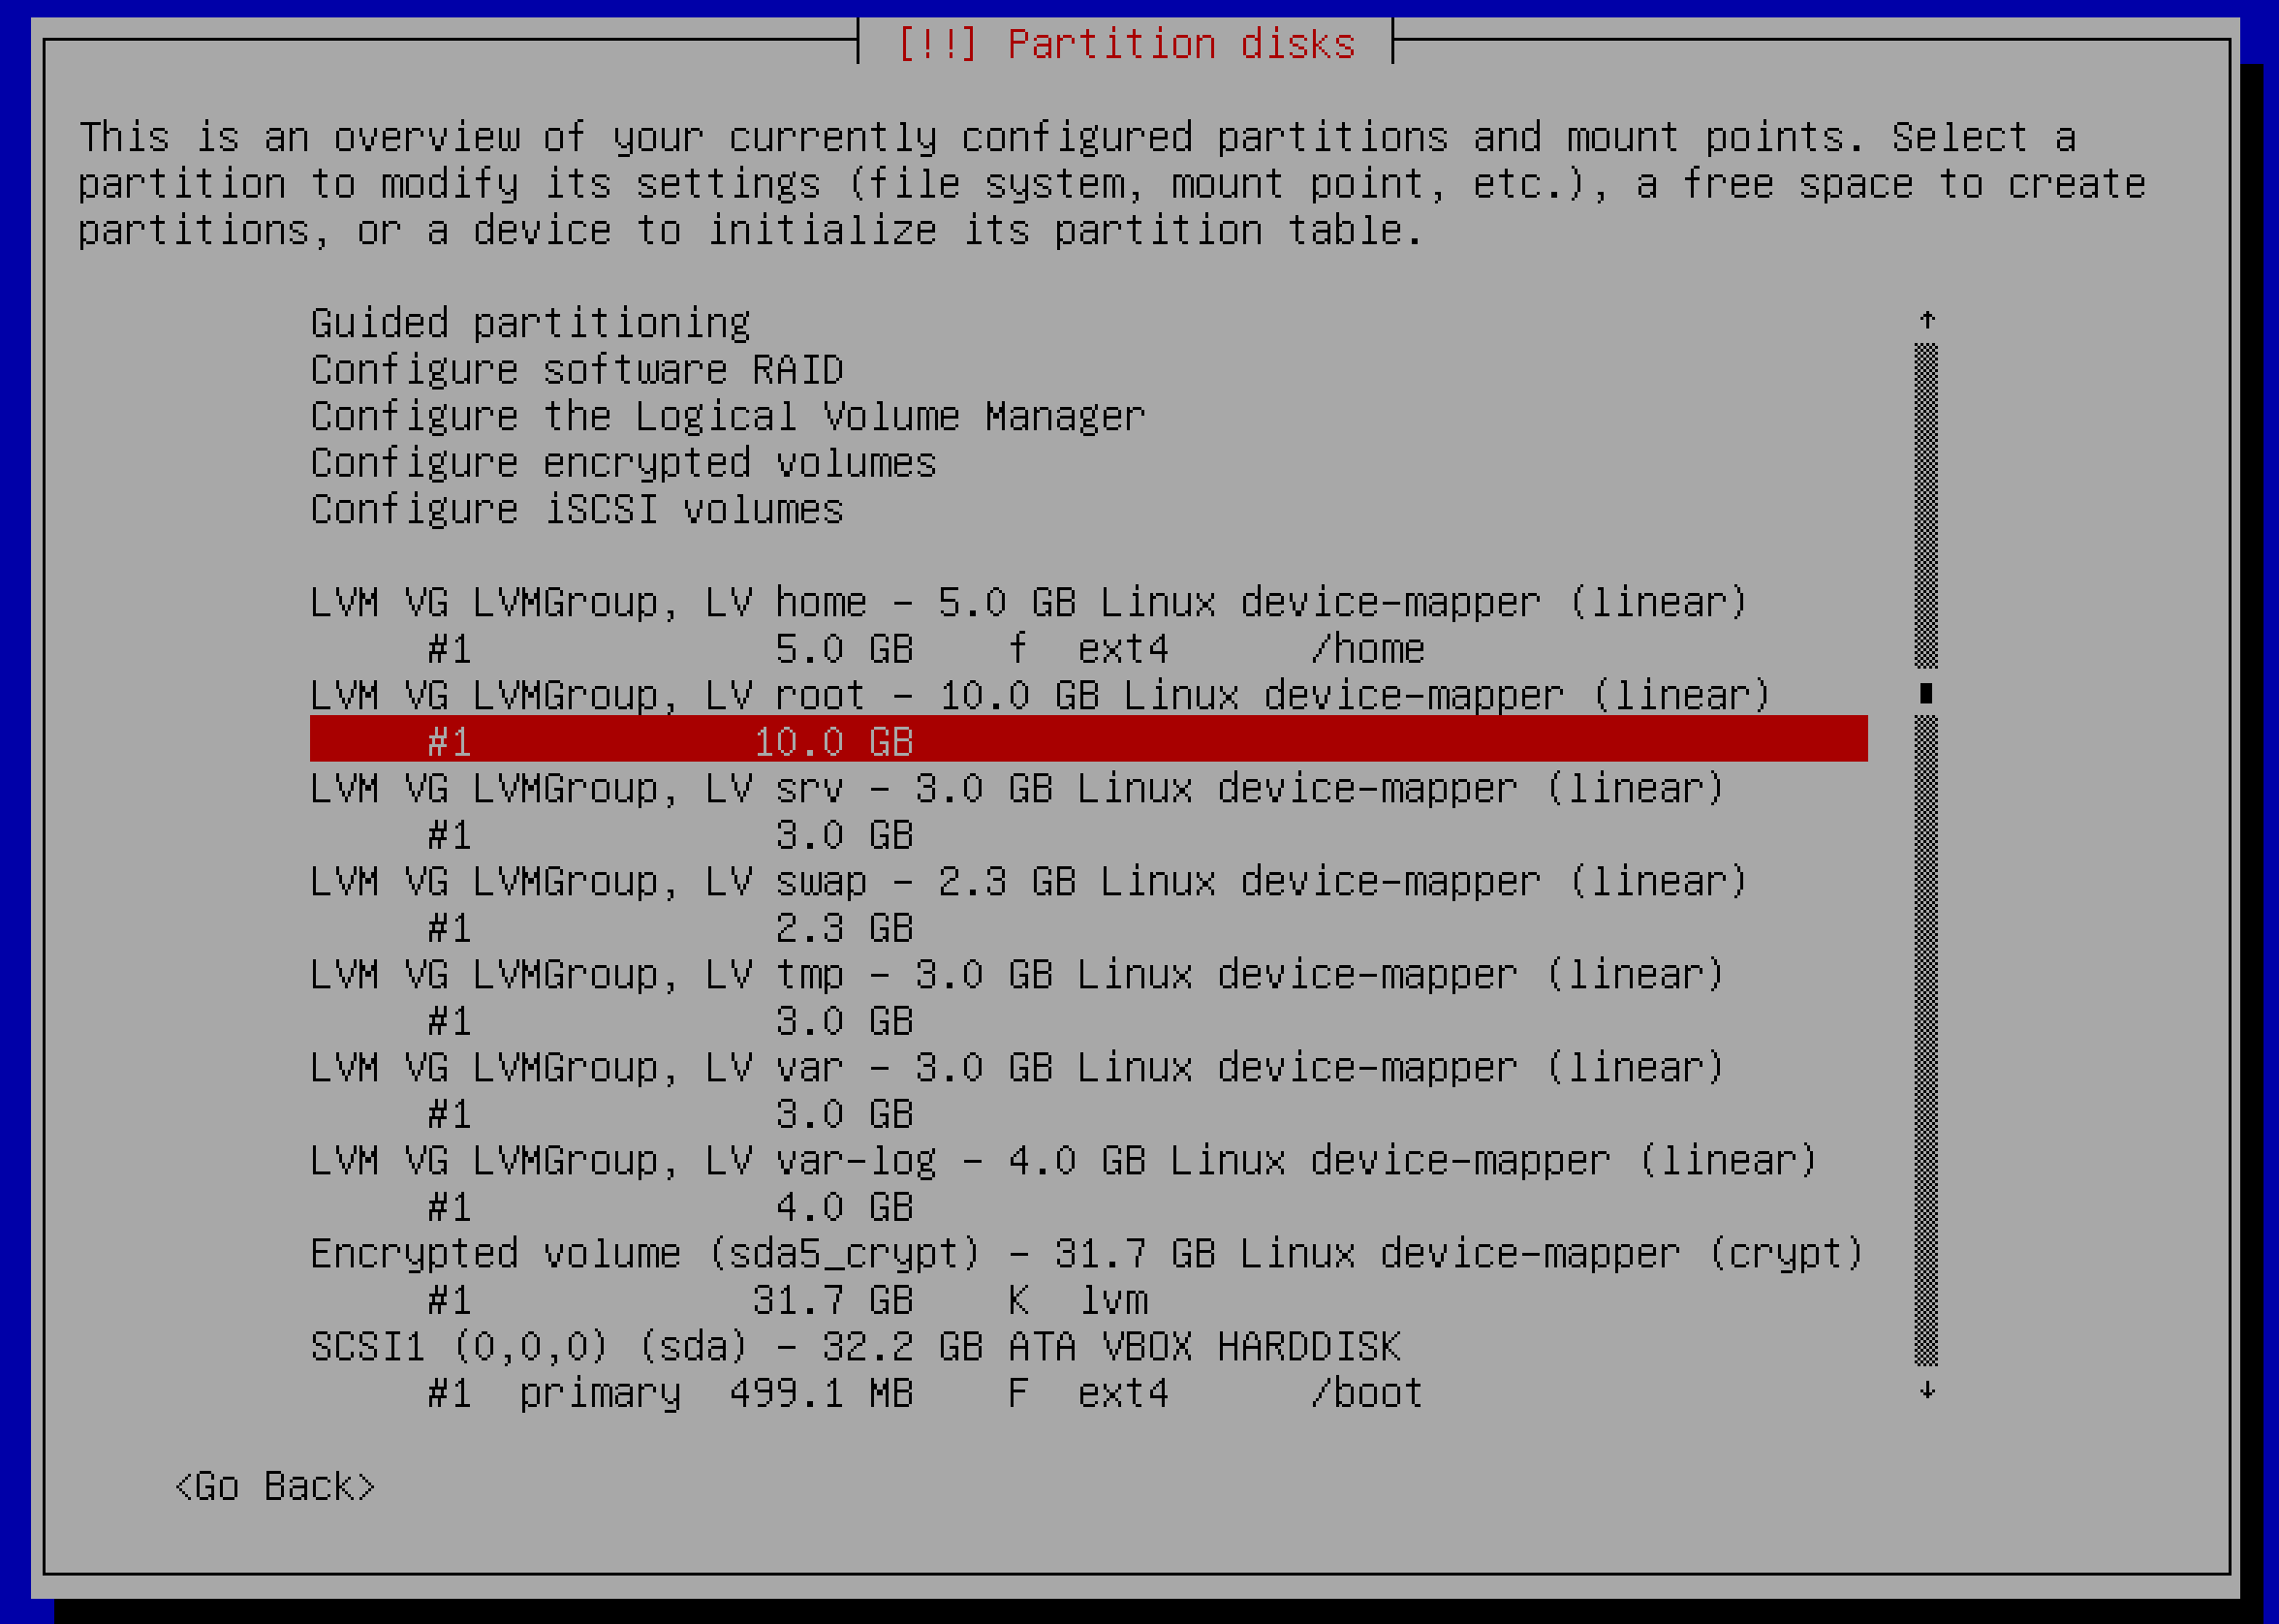 [!!] Partition disks
This is an overview of your currently configured partitions and mount points. Select a
partition to modify its settings (file system, mount point, etc.), a free space to create
partitions, or a device to initialize its partition table.
Guided partitioning
Configure software RAID
Configure the Logical Volume Manager
Configure encrypted volumes
Configure iSCSI volumes
LVM VG LVMGroup, LV home - 5.0 GB Linux device-mapper (linear)
#1 5.0 GB f ext4 /home
LVM VG LVMGroup, LV root - 10.0 GB Linux device-mapper (linear)
#1 10.0 GB
LVM VG LVMGroup, LV srv - 3.0 GB Linux device-mapper (linear)
#1 3.0 GB
LVM VG LVMGroup, LV swap - 2.3 GB Linux device-mapper (linear)
#1 2.3 GB
LVM VG LVMGroup, LV tmp - 3.0 GB Linux device-mapper (linear)
#1 3.0 GB
LVM VG LVMGroup, LV var - 3.0 GB Linux device-mapper (linear)
#1 3.0 GB
LVM VG LVMGroup, LV var-log - 4.0 GB Linux device-mapper (linear)
#1 4.0 GB
Encrypted volume (sda5_crypt) - 31.7 GB Linux device-mapper (crypt)
#1 31.7 GB K lvm
SCSI1 (0,0,0) (sda) - 32.2 GB ATA VBOX HARDDISK
#1 primary 499.1 MB F ext4 /boot
<Go Back>